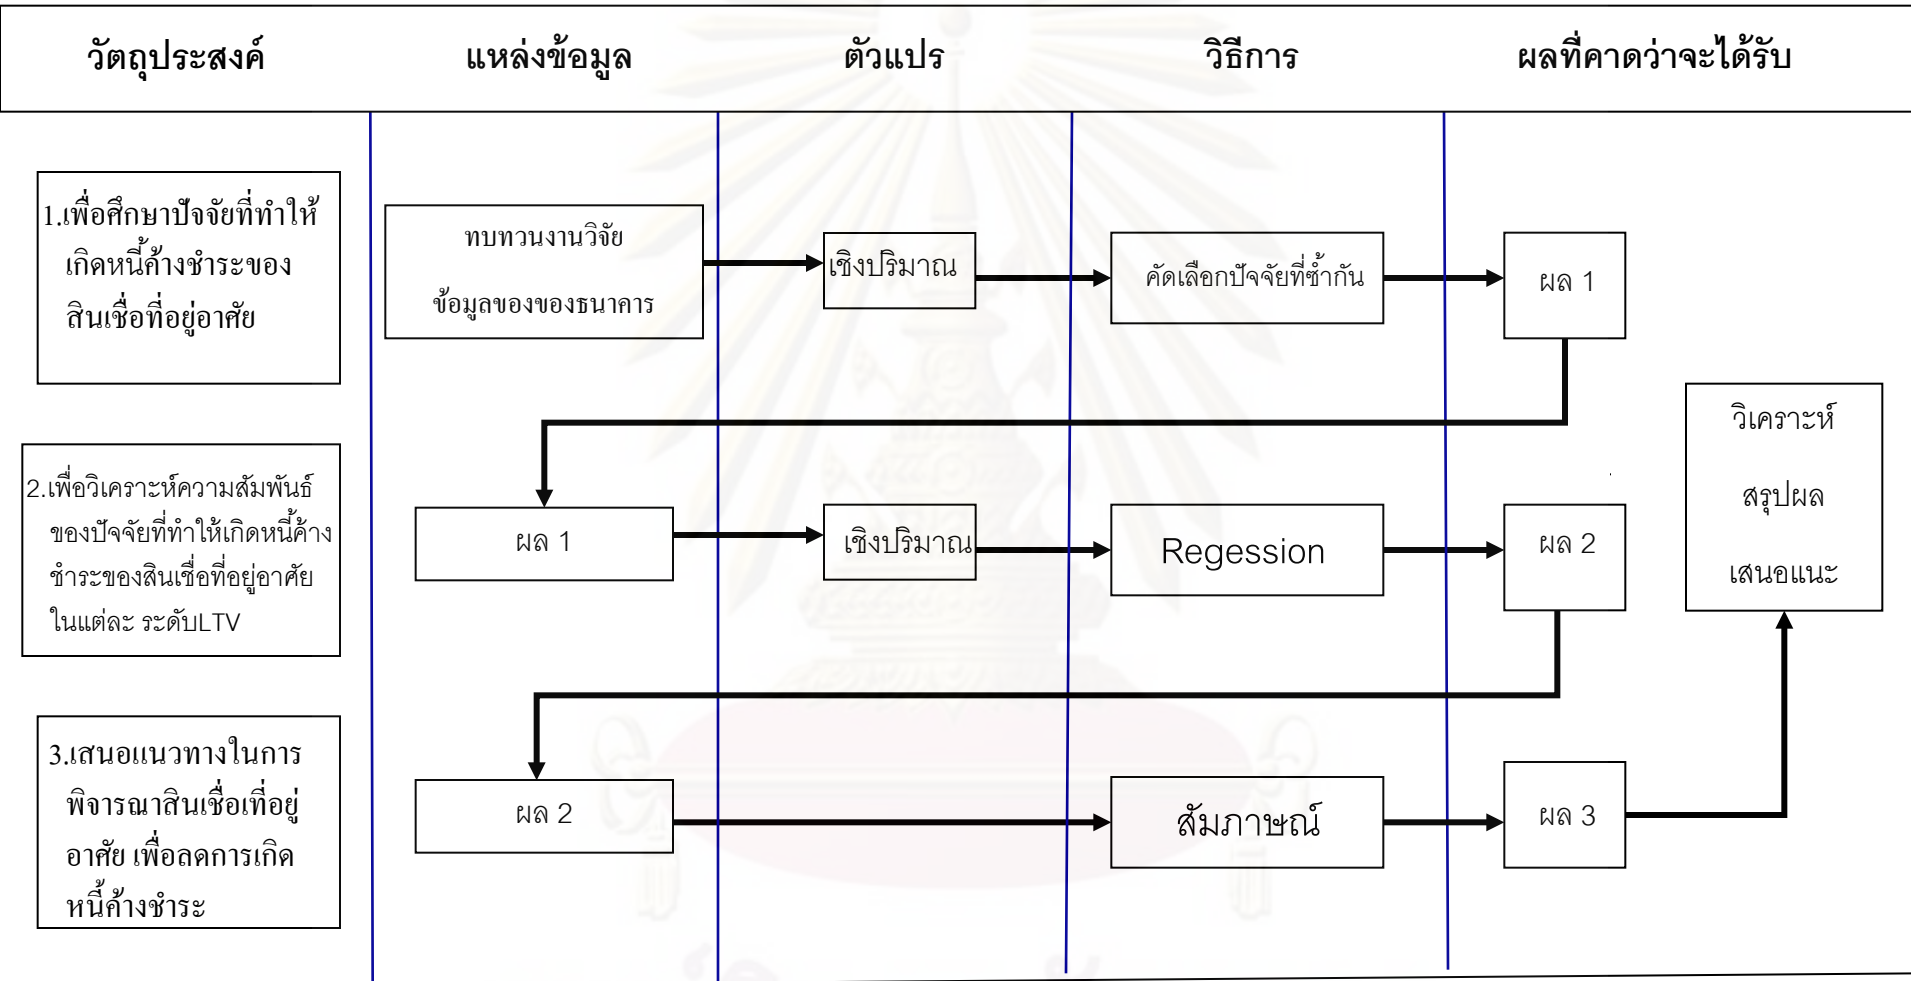 วัตถุประสงค์ แหล่งข้อมูล ตัวแปร วิธีการ ผลที่คาดว่าจะได้รับ
1.เพื่อศึกษาปัจจัยที่ทำให้
เกิดหนี้ค้างชำระของ
สินเชื่อที่อยู่อาศัย
ทบทวนงานวิจัย
ข้อมูลของของธนาคาร
เชิงปริมาณ
คัดเลือกปัจจัยที่ซ้ำกัน
ผล 1
2.เพื่อวิเคราะห์ความสัมพันธ์
ของปัจจัยที่ทำให้เกิดหนี้ค้าง
ชำระของสินเชื่อที่อยู่อาศัย
ในแต่ละ ระดับLTV
ผล 1
เชิงปริมาณ
Regession
ผล 2
3.เสนอแนวทางในการ
พิจารณาสินเชื่อเที่อยู่
อาศัย เพื่อลดการเกิด
หนี้ค้างชำระ
ผล 2
สัมภาษณ์
ผล 3
วิเคราะห์
สรุปผล
เสนอแนะ